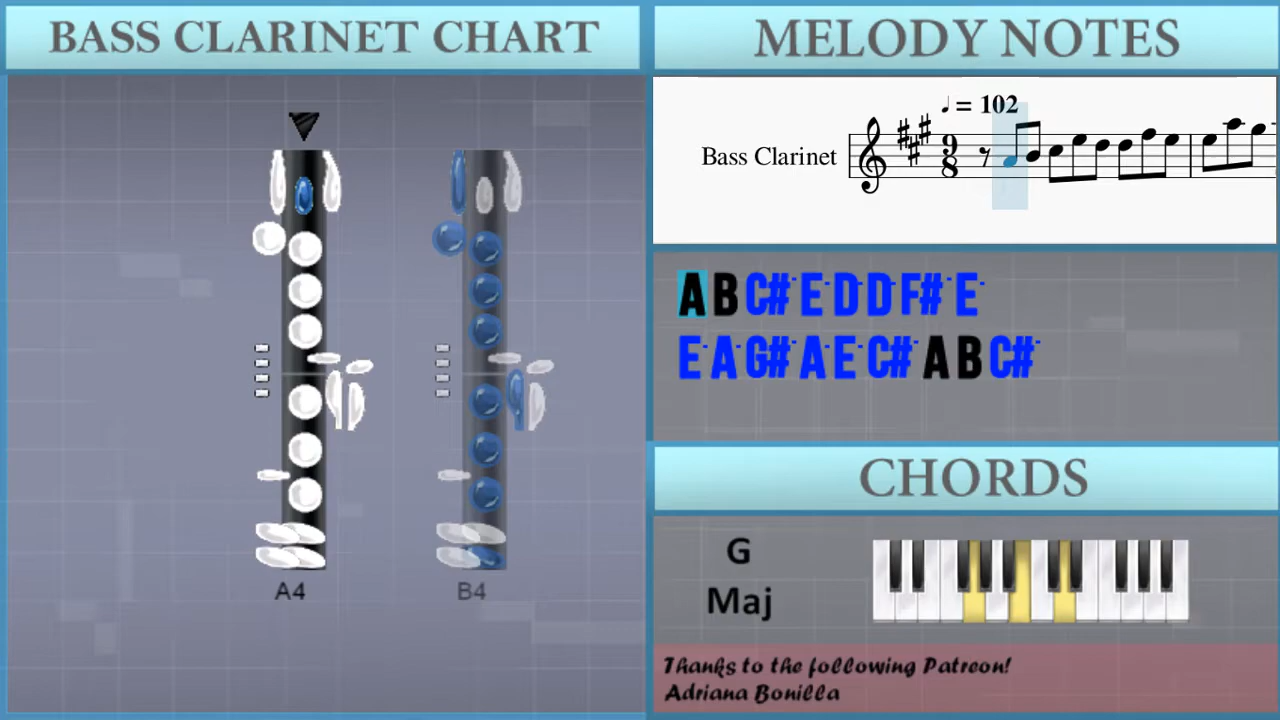 BASS CLARINET CHART
A4
B4
MELODY NOTES
♩ = 102
Bass Clarinet
9
8
A B C#- E- D- D- F#- E-
E- A- G#- A- E- C#- A B C#-
CHORDS
G
Maj
Thanks to the following Patreon!
Adriana Bonilla